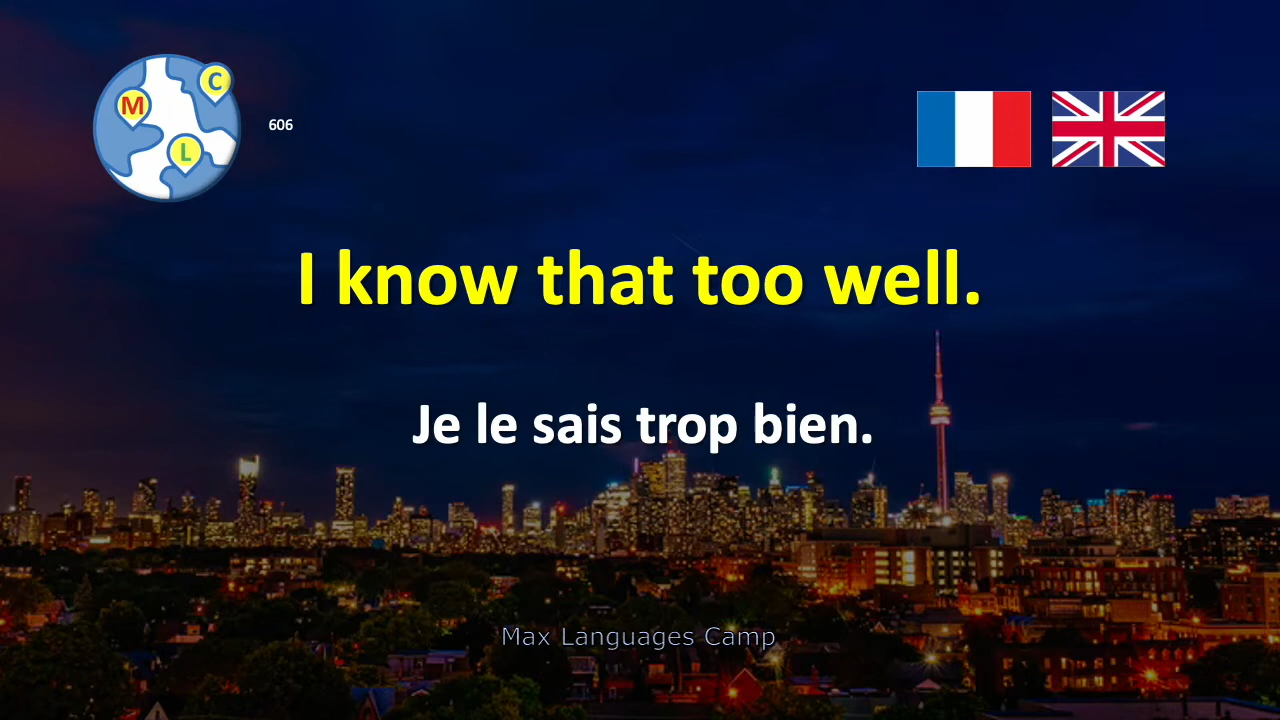 M
C
L
606
I know that too well.
Je le sais trop bien.
Max Languages Camp